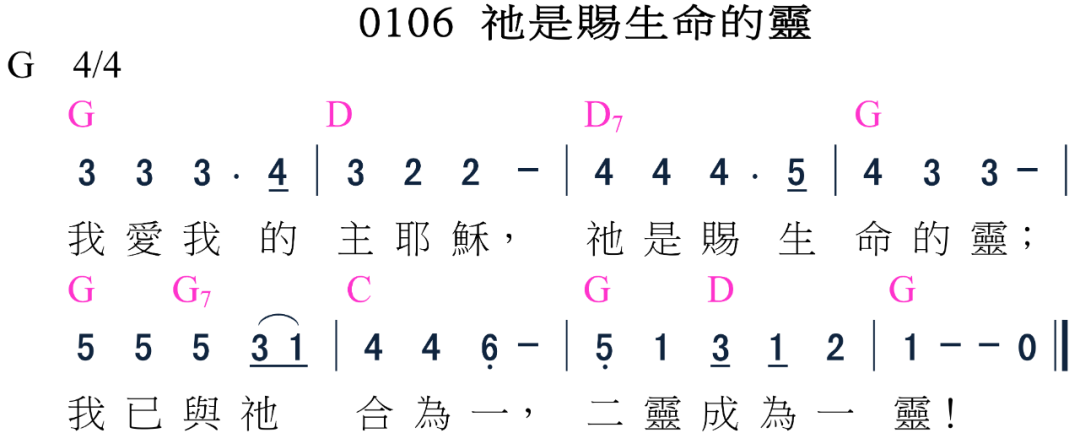 0106 祂是賜生命的靈
G 4/4
G D D7 G
3 3 3 . 4 | 3 2 2 – | 4 4 4 . 5 | 4 3 3 – |
我愛我的主耶穌， 祂是賜生命的靈；
G G7 C G D G
5 5 5 3 1 | 4 4 6̣ – | 5̣ 1 3 1 2 | 1 – – 0 ‖
我已與祂合為一， 二靈成為一靈！